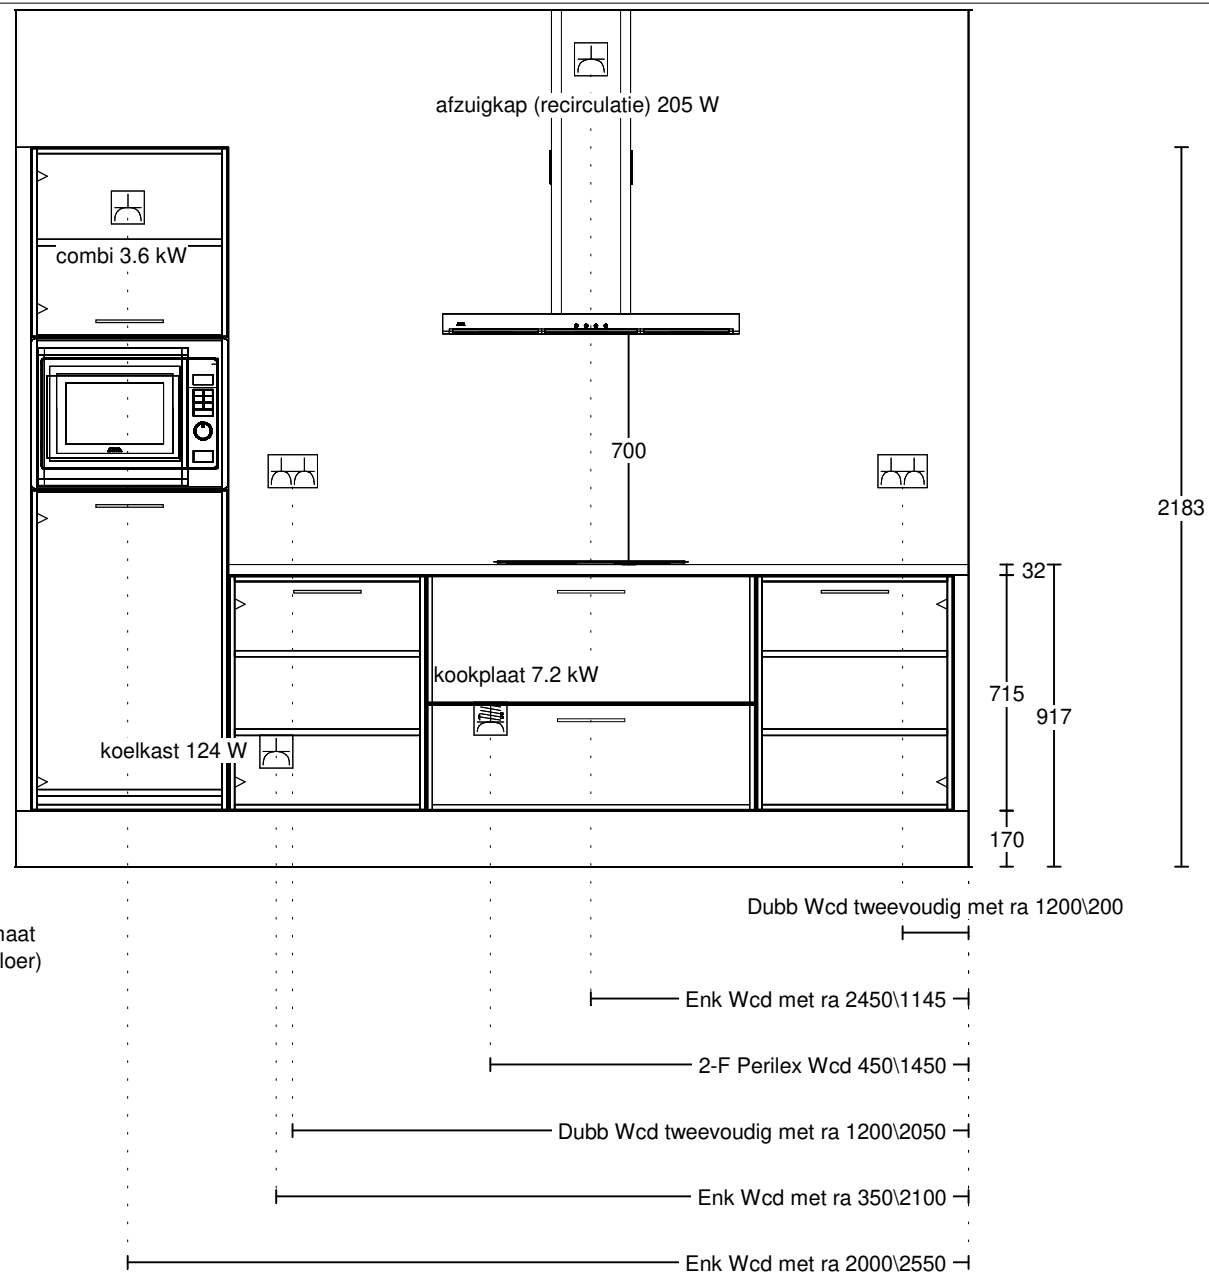 afzuigkap (recirculatie) 205 W
combi 3.6 kW
700
2183
32
kookplaat 7.2 kW
715
917
koelkast 124 W
170
Dubb Wcd tweevoudig met ra 1200\200
naat
loer)
Enk Wcd met ra 2450\1145
2-F Perilex Wcd 450\1450
Dubb Wcd tweevoudig met ra 1200\2050
Enk Wcd met ra 350\2100
Enk Wcd met ra 2000\2550